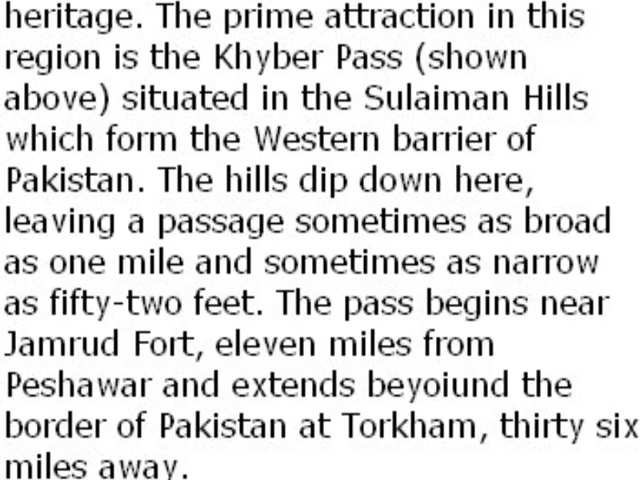 heritage. The prime attraction in this
region is the Khyber Pass (shown
above) situated in the Sulaiman Hills
which form the Western barrier of
Pakistan. The hills dip down here,
leaving a passage sometimes as broad
as one mile and sometimes as narrow
as fifty-two feet. The pass begins near
Jamrud Fort, eleven miles from
Peshawar and extends beyoiund the
border of Pakistan at Torkham, thirty six
miles away.